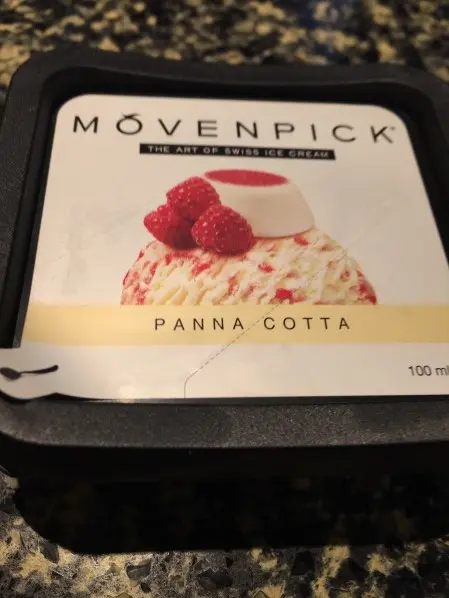 MÖVENPICK
THE ART OF SWISS ICE CREAM
PANNA COTTA
100 ml